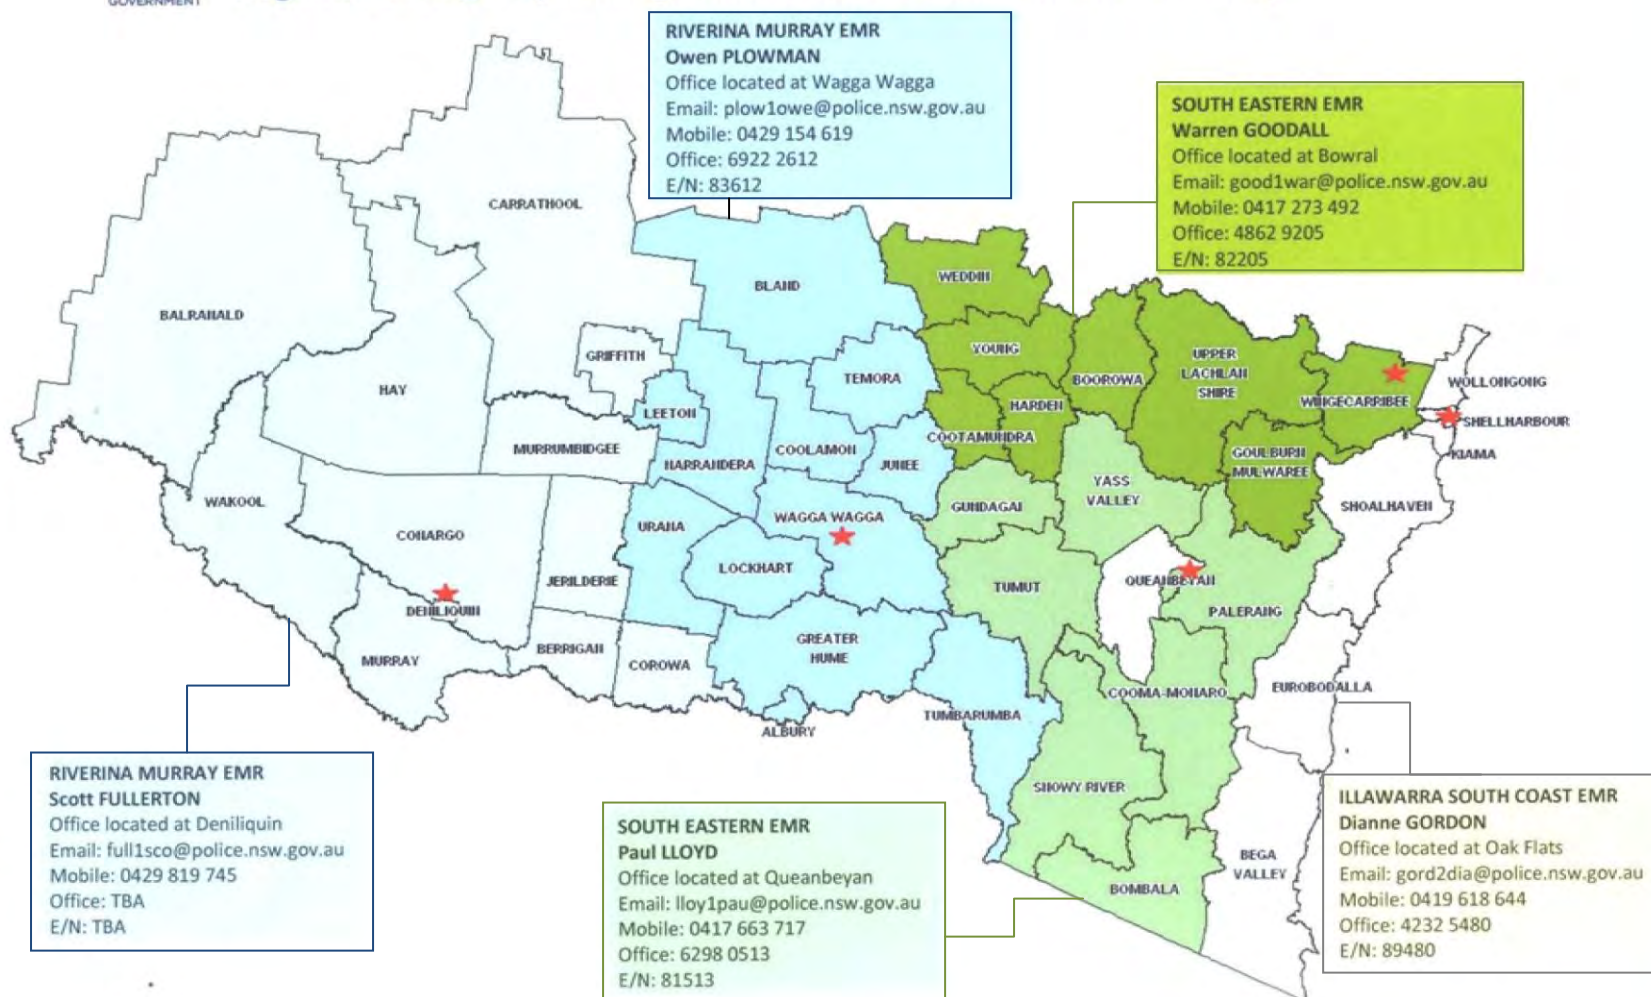 GOVERNMENT
RIVERINA MURRAY EMR
Owen PLOWMAN
Office located at Wagga Wagga
Email: plow1owe@police.nsw.gov.au
Mobile: 0429 154 619
Office: 6922 2612
E/N: 83612
SOUTH EASTERN EMR
Warren GOODALL
Office located at Bowral
Email: good1war@police.nsw.gov.au
Mobile: 0417 273 492
Office: 4862 9205
E/N: 82205
CARRATHOOL
BALRANALD
BLAND
WEDDIN
GRIFFITH
HAY
YOUNG
TEMORA
BOOROWA
UPPER
LACHLAN
SHIRE
WOLLONGONG
WINGECARRIBEE
LEETON
HARDEN
SHELLHARBOUR
MURRUMBIDGEE
COOTAMUNDRA
COOLAMON
NARRANDERA
JUNEE
GOULBURN
MULWAREE
KIAMA
YASS
VALLEY
WAKOOL
GUNDAGAI
SHOALHAVEN
URANA
WAGGA WAGGA
CONARGO
LOCKHART
JERILDERIE
TUMUT
QUEANBEYAN
DENILIQUIN
PALERANG
GREATER
HUME
BERRIGAN
COROWA
MURRAY
COOMA-MONARO
EUROBODALLA
TUMBARUMBA
ALBURY
SNOWY RIVER
BEGA
VALLEY
BOMBALA
RIVERINA MURRAY EMR
Scott FULLERTON
Office located at Deniliquin
Email: full1sco@police.nsw.gov.au
Mobile: 0429 819 745
Office: TBA
E/N: TBA
SOUTH EASTERN EMR
Paul LLOYD
Office located at Queanbeyan
Email: lloy1pau@police.nsw.gov.au
Mobile: 0417 663 717
Office: 6298 0513
E/N: 81513
ILLAWARRA SOUTH COAST EMR
Dianne GORDON
Office located at Oak Flats
Email: gord2dia@police.nsw.gov.au
Mobile: 0419 618 644
Office: 4232 5480
E/N: 89480